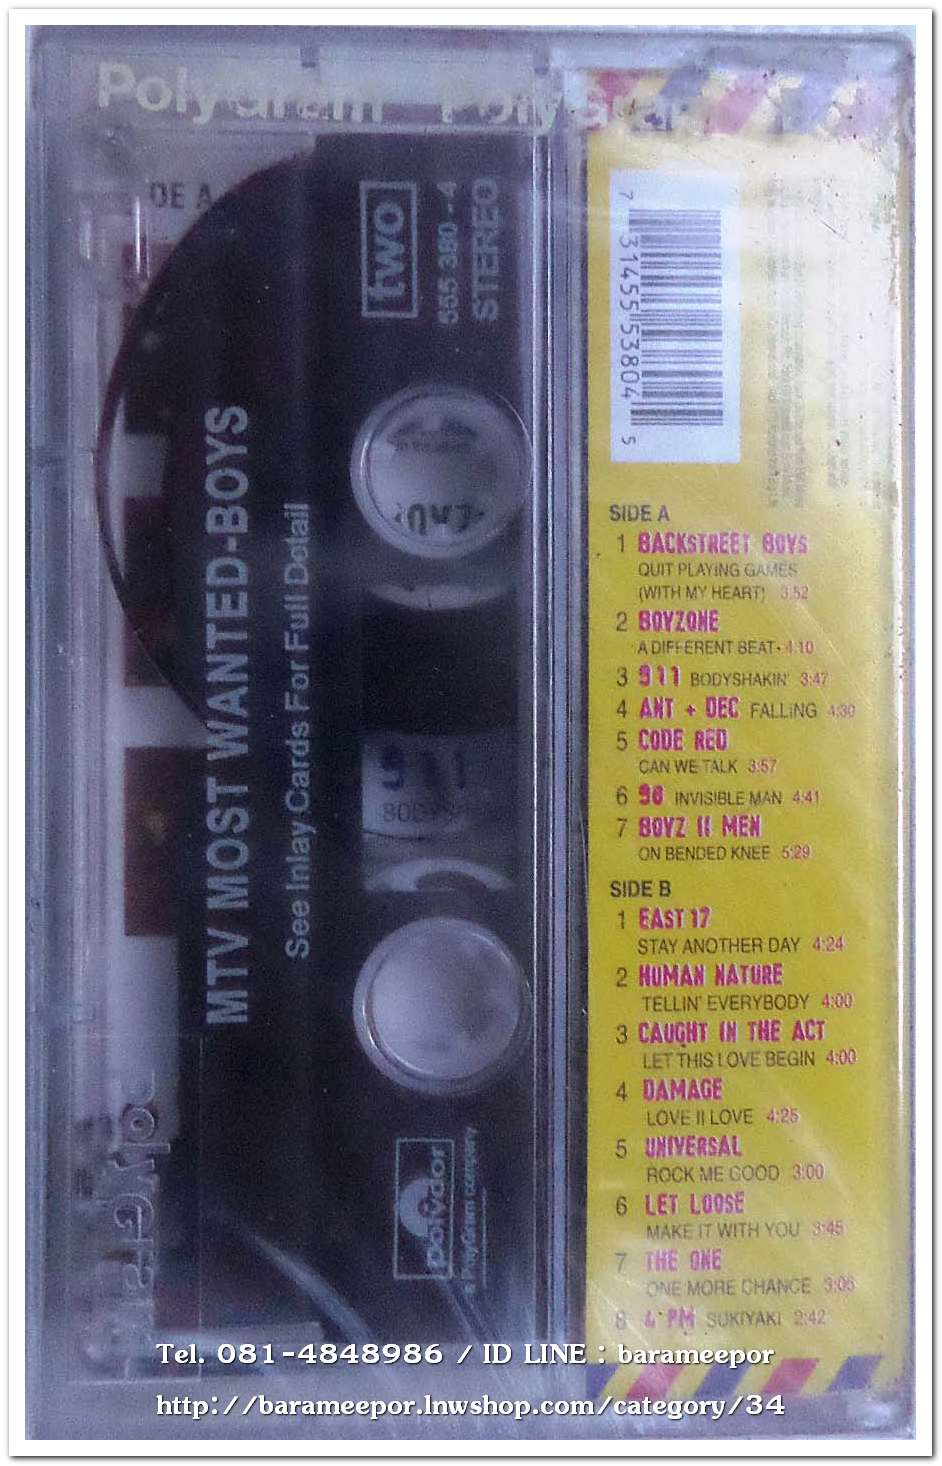 PolyGram PolyGram
DE A
two
555 380-4
STEREO
MTV MOST WANTED-BOYS
See Inlay Cards For Full Detail
911
polydor
a PolyGram company
7 31455 53804 5
SIDE A
1 BACKSTREET BOYS
QUIT PLAYING GAMES
(WITH MY HEART) 3:52
2 BOYZONE
A DIFFERENT BEAT- 4:10
3 911 BODYSHAKIN' 3:47
4 ANT + DEC FALLING 4:30
5 CODE RED
CAN WE TALK 3:57
6 98 INVISIBLE MAN 4:41
7 BOYZ II MEN
ON BENDED KNEE 5:29
SIDE B
1 EAST 17
STAY ANOTHER DAY 4:24
2 HUMAN NATURE
TELLIN' EVERYBODY 4:00
3 CAUGHT IN THE ACT
LET THIS LOVE BEGIN 4:00
4 DAMAGE
LOVE II LOVE 4:25
5 UNIVERSAL
ROCK ME GOOD 3:00
6 LET LOOSE
MAKE IT WITH YOU 3:45
7 THE ONE
ONE MORE CHANCE 3:06
8 4 PM SUKIYAKI 2:42
Tel. 081-4848986 / ID LINE : barameepor
http://barameepor.lnwshop.com/category/34